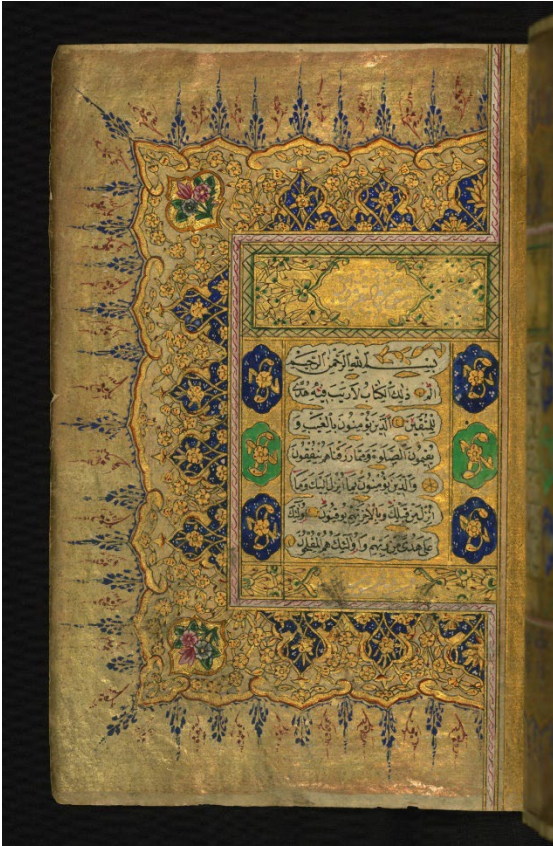 بسم الله الرحمن الرحيم
الم ذلك الكتاب لا ريب فيه هدى
للمتقين الذين يؤمنون بالغيب و
يقيمون الصلوة ومما رزقناهم ينفقون
والذين يؤمنون بما انزل اليك وما
انزل من قبلك وبالاخرة هم يوقنون اولئك
على هدى من ربهم واولئك هم المفلحون